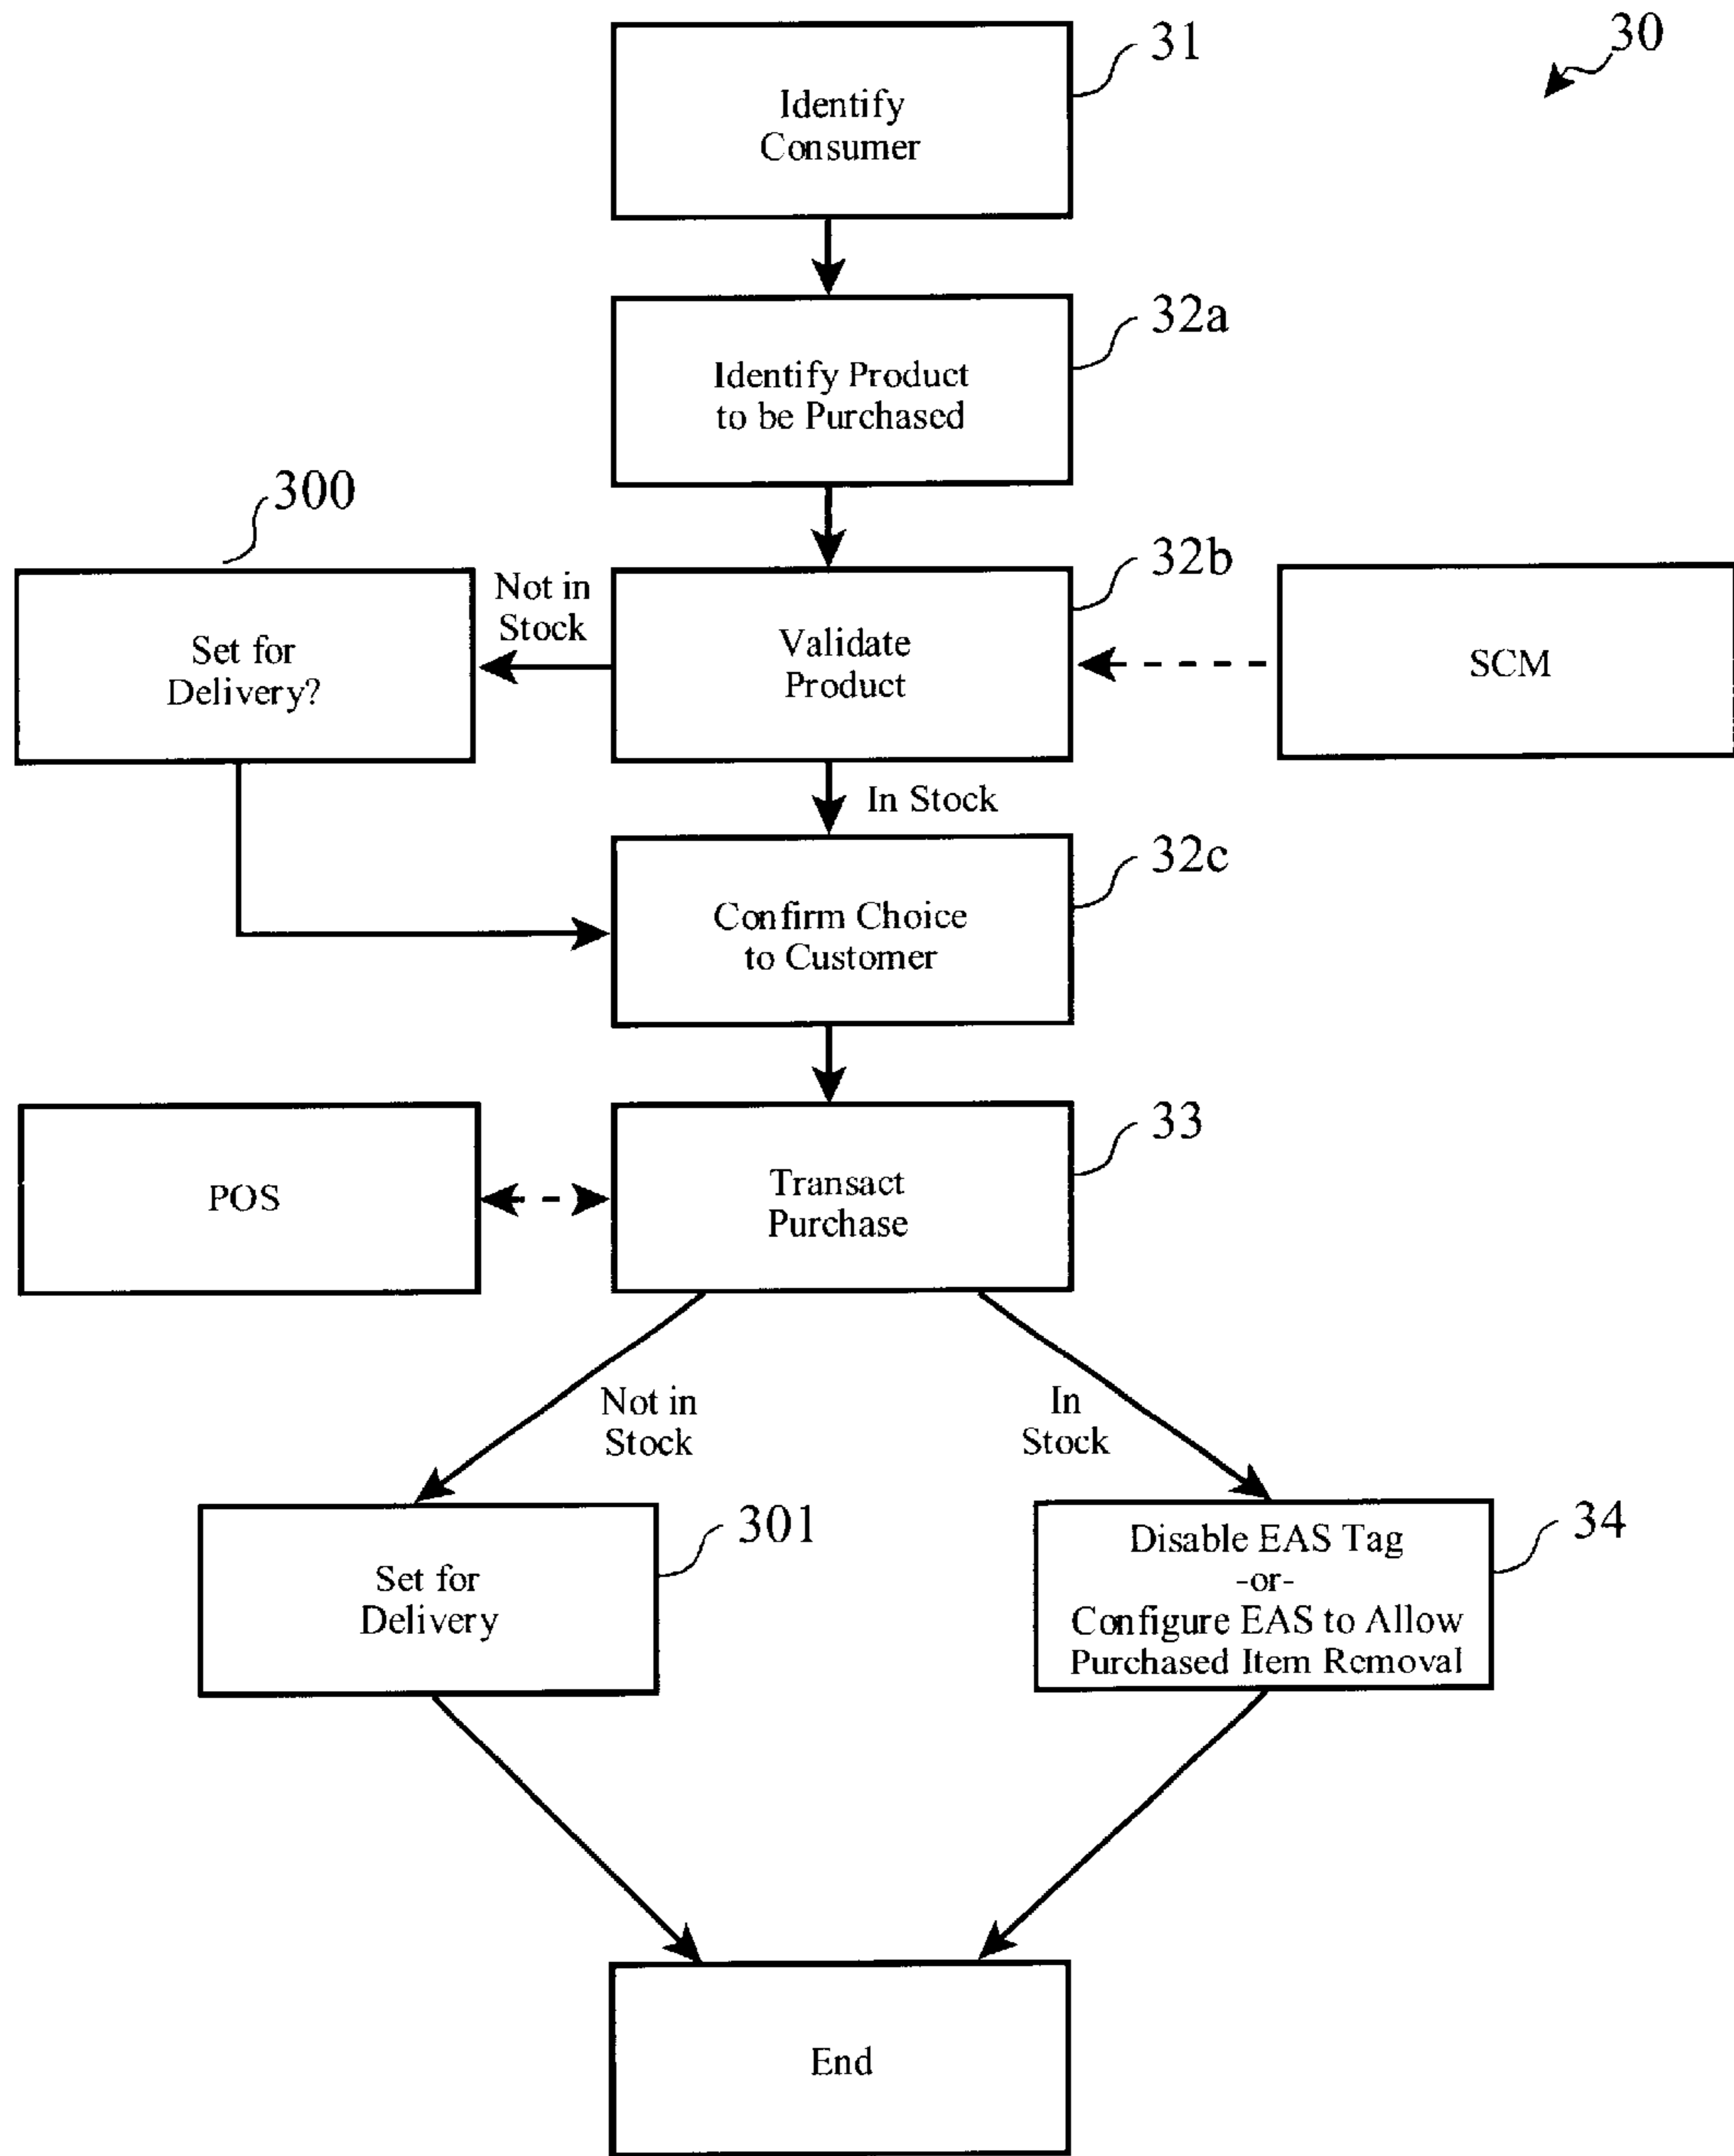 30
31
Identify
Consumer
32a
Identify Product
to be Purchased
300
Set for
Delivery?
Not in
Stock
32b
Validate
Product
SCM
In Stock
32c
Confirm Choice
to Customer
POS
33
Transact
Purchase
Not in
Stock
In
Stock
301
Set for
Delivery
34
Disable EAS Tag
-or-
Configure EAS to Allow
Purchased Item Removal
End